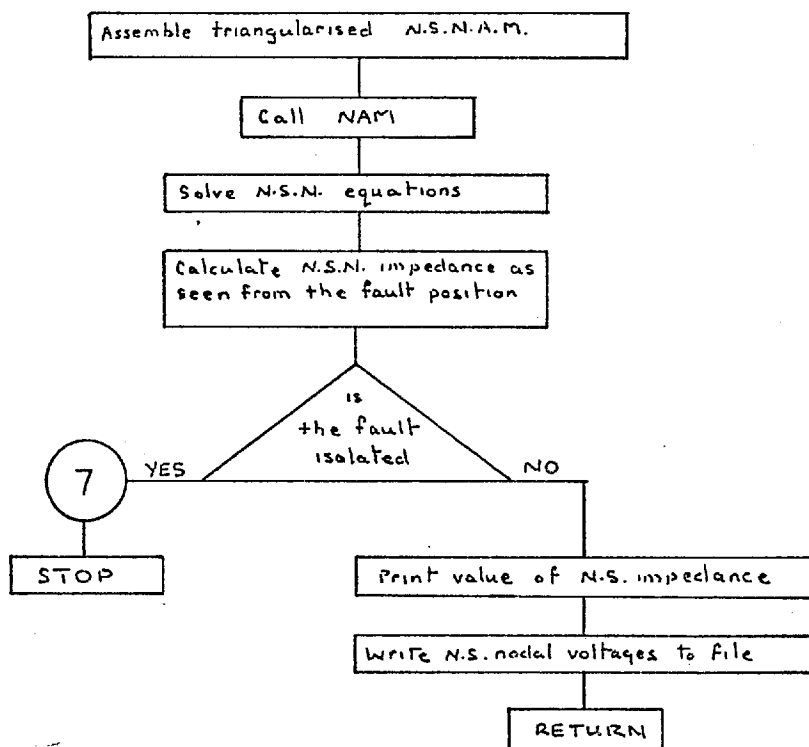 Assemble triangularised N.S.N.A.M.
Call NAM
Solve N.S.N. equations
Calculate N.S.N. impedance as
seen from the fault position
is
the fault
isolated
YES
NO
7
STOP
Print value of N.S. impedance
Write N.S. nodal voltages to file
RETURN